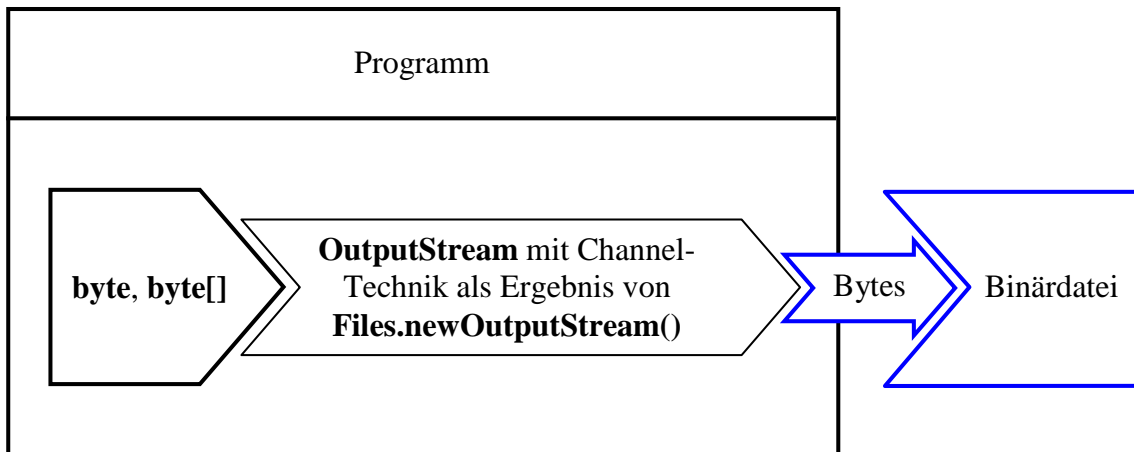 Programm
byte, byte[]
OutputStream mit Channel-
Technik als Ergebnis von
Files.newOutputStream()
Bytes
Binärdatei